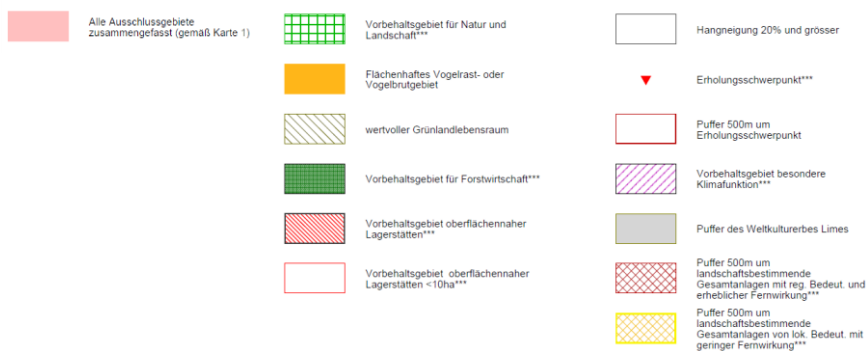 Alle Ausschlussgebiete
zusammengefasst (gemäß Karte 1)
Vorbehaltsgebiet für Natur und
Landschaft***
Flächenhaftes Vogelrast- oder
Vogelbrutgebiet
wertvoller Grünlandlebensraum
Vorbehaltsgebiet für Forstwirtschaft***
Vorbehaltsgebiet oberflächennaher
Lagerstätten***
Vorbehaltsgebiet oberflächennaher
Lagerstätten <10ha***
Hangneigung 20% und grösser
Erholungsschwerpunkt***
Puffer 500m um
Erholungsschwerpunkt
Vorbehaltsgebiet besondere
Klimafunktion***
Puffer des Weltkulturerbes Limes
Puffer 500m um
landschaftsbestimmende
Gesamtanlagen mit reg. Bedeut. und
erheblicher Fernwirkung***
Puffer 500m um
landschaftsbestimmende
Gesamtanlagen von lok. Bedeut. mit
geringer Fernwirkung***